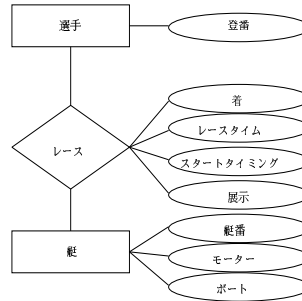 選手
登番
着
レースタイム
レース
スタートタイミング
展示
艇番
艇
モーター
ボート